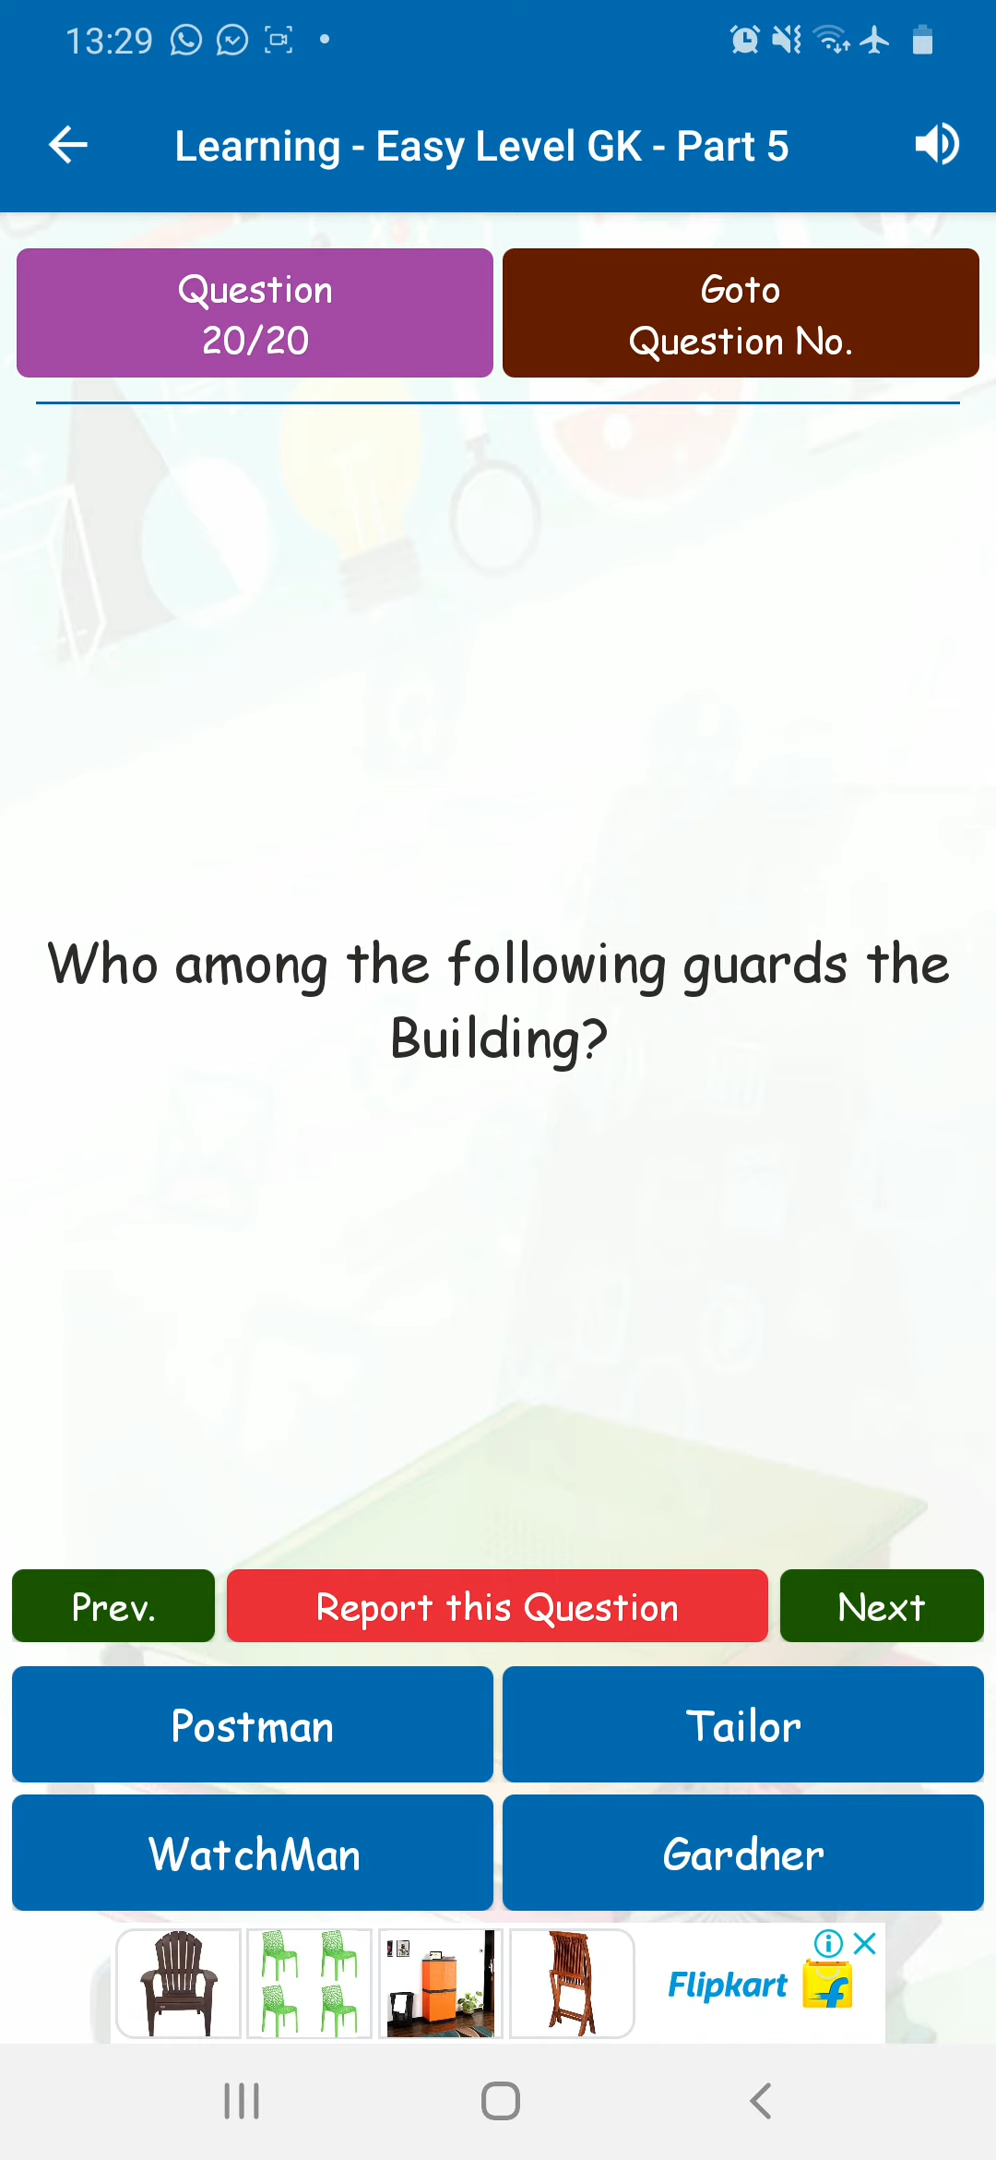 13:29
Learning - Easy Level GK - Part 5
Question
20/20
Goto
Question No.
Who among the following guards the
Building?
Prev.
Report this Question
Next
Postman
Tailor
WatchMan
Gardner
Flipkart